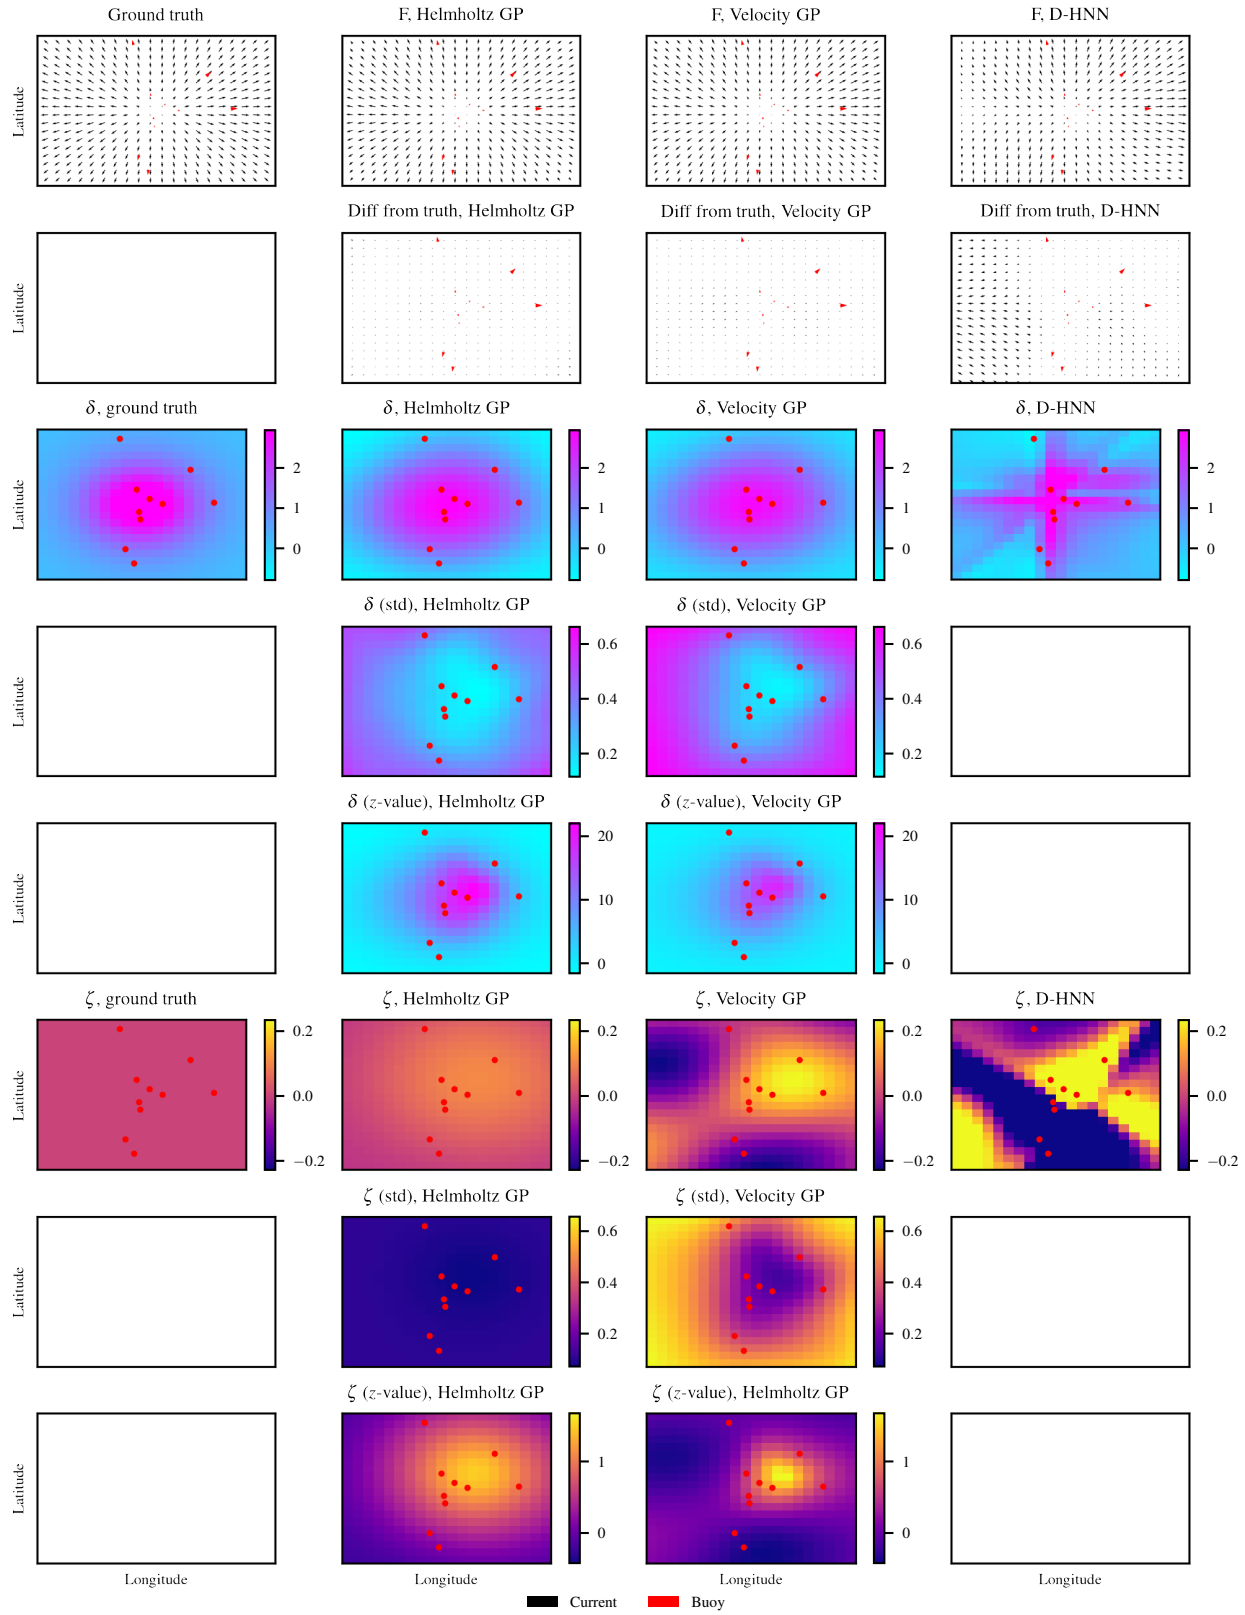 Ground truth
F, Helmholtz GP
F, Velocity GP
F, D-HNN
Latitude
Diff from truth, Helmholtz GP
Diff from truth, Velocity GP
Diff from truth, D-HNN
Latitude
δ, ground truth
δ, Helmholtz GP
δ, Velocity GP
δ, D-HNN
Latitude
2
1
0
2
1
0
2
1
0
2
1
0
δ (std), Helmholtz GP
δ (std), Velocity GP
Latitude
0.6
0.4
0.2
0.6
0.4
0.2
δ (z-value), Helmholtz GP
δ (z-value), Velocity GP
Latitude
20
10
0
20
10
0
ζ, ground truth
ζ, Helmholtz GP
ζ, Velocity GP
ζ, D-HNN
Latitude
0.2
0.0
−0.2
0.2
0.0
−0.2
0.2
0.0
−0.2
0.2
0.0
−0.2
ζ (std), Helmholtz GP
ζ (std), Velocity GP
Latitude
0.6
0.4
0.2
0.6
0.4
0.2
ζ (z-value), Helmholtz GP
ζ (z-value), Helmholtz GP
Latitude
1
0
1
0
Longitude
Longitude
Longitude
Longitude
Current
Buoy